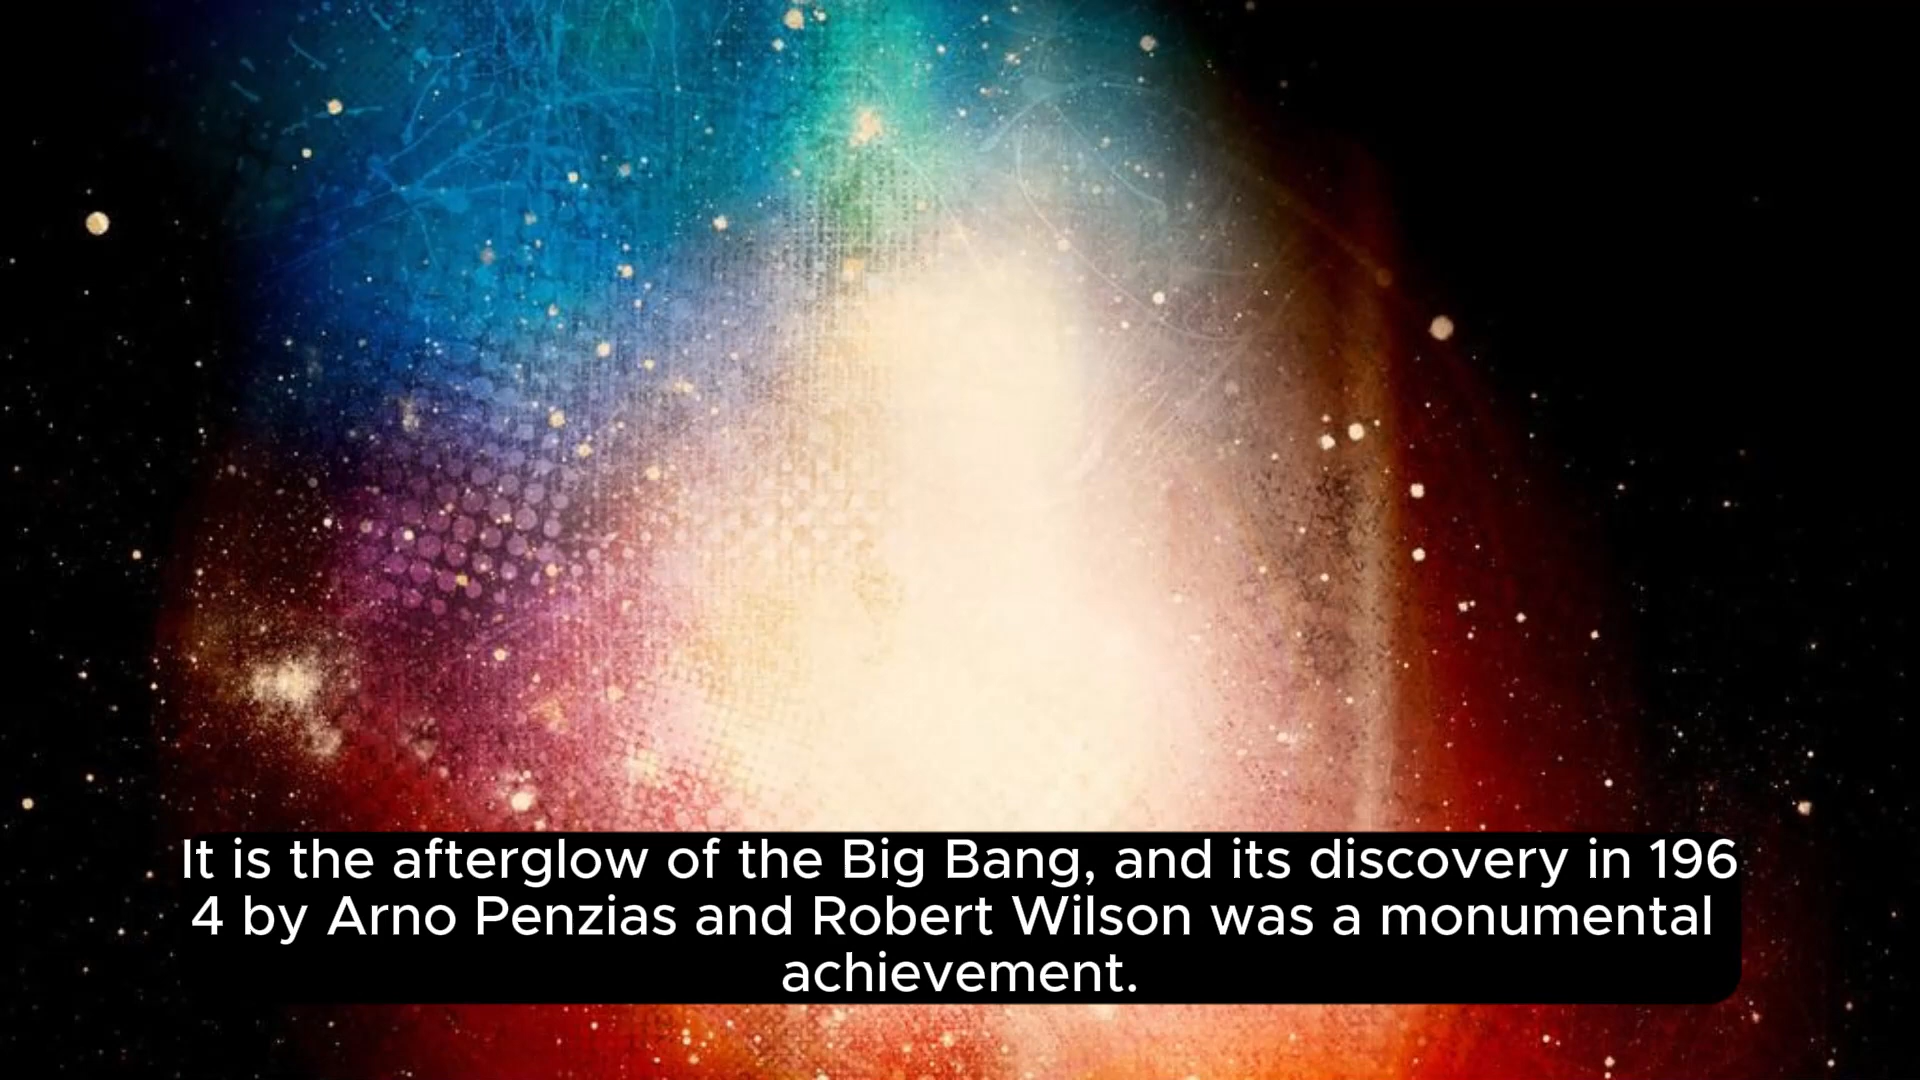 It is the afterglow of the Big Bang, and its discovery in 196
4 by Arno Penzias and Robert Wilson was a monumental
achievement.